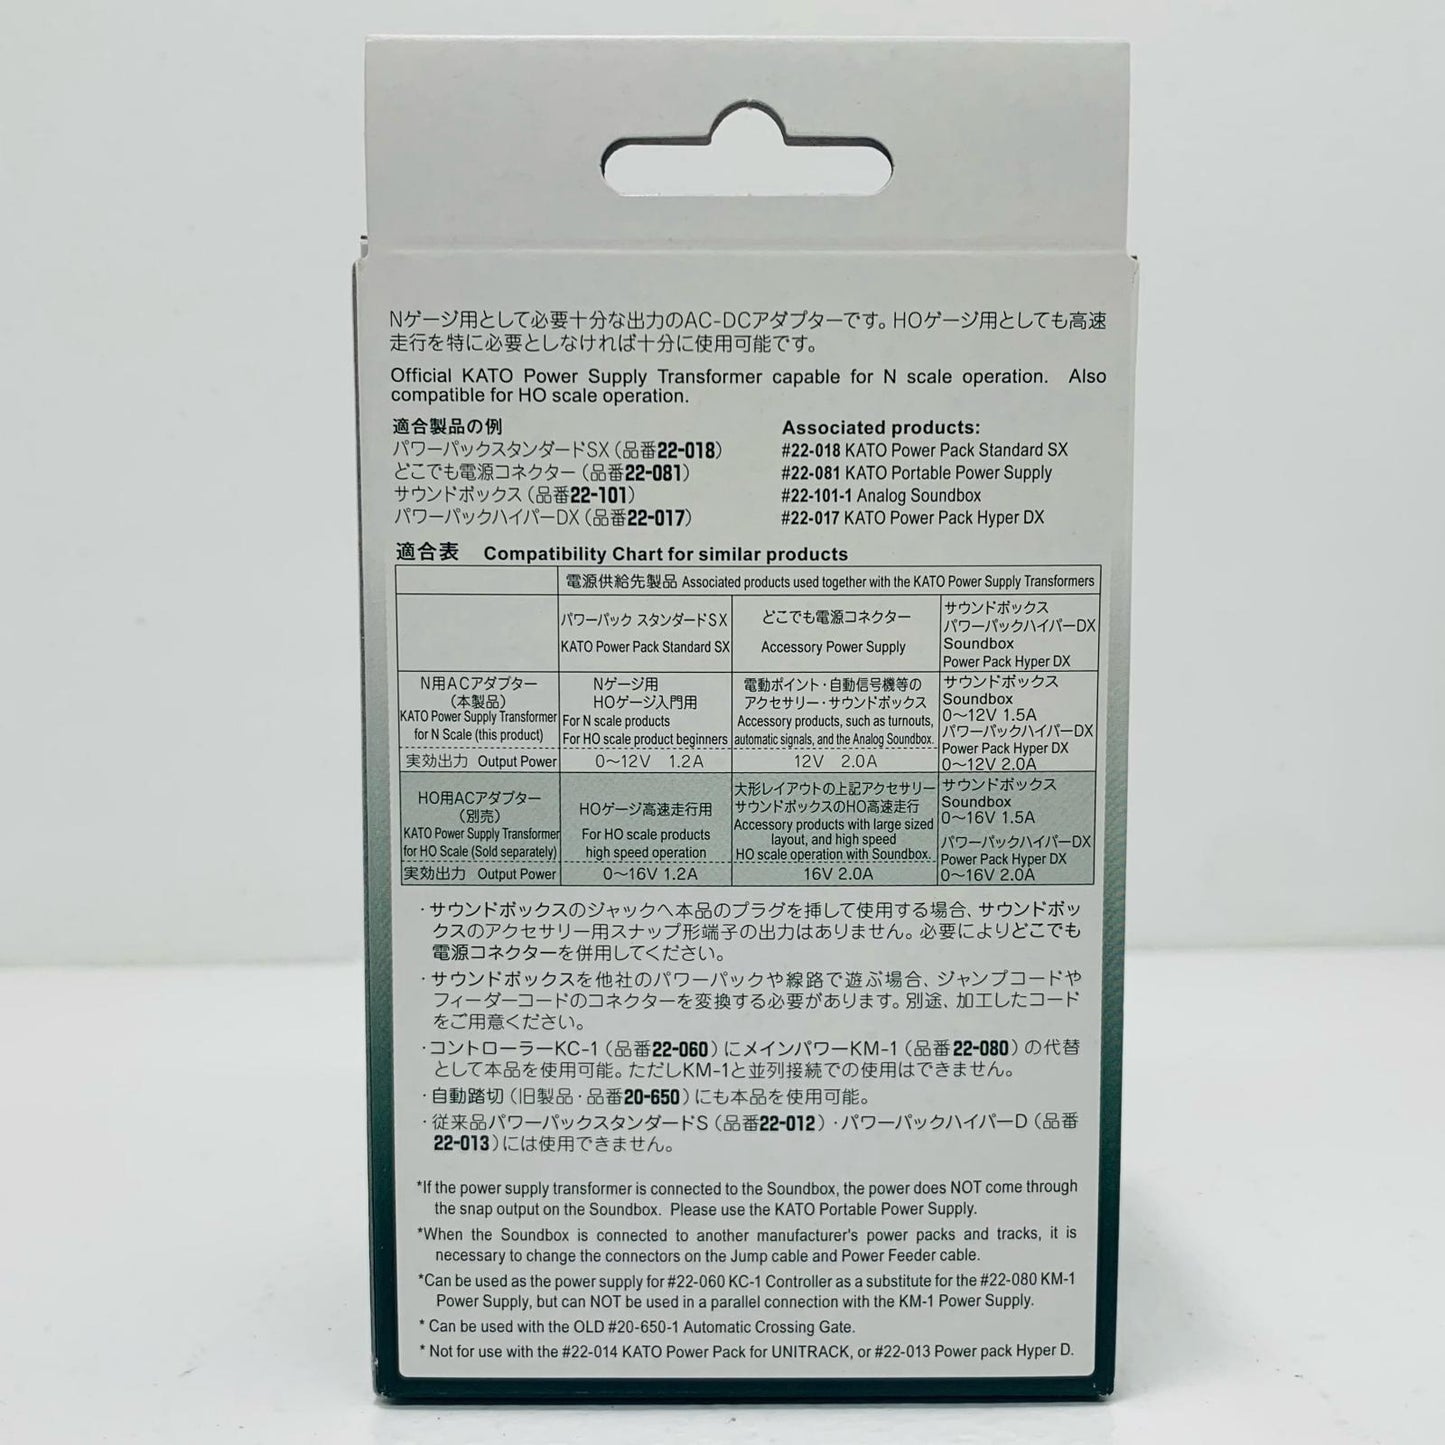 Nゲージ用として必要十分な出力のAC-DCアダプターです。HOゲージ用としても高速
走行を特に必要としなければ十分に使用可能です。
Official KATO Power Supply Transformer capable for N scale operation. Also
compatible for HO scale operation.
適合製品の例
パワーパックスタンダードSX（品番22-018）
どこでも電源コネクター（品番22-081）
サウンドボックス（品番22-101）
パワーパックハイパーDX（品番22-017）
Associated products:
#22-018 KATO Power Pack Standard SX
#22-081 KATO Portable Power Supply
#22-101-1 Analog Soundbox
#22-017 KATO Power Pack Hyper DX
適合表 Compatibility Chart for similar products
電源供給先製品 Associated products used together with the KATO Power Supply Transformers
パワーパック スタンダードSX
KATO Power Pack Standard SX
どこでも電源コネクター
Accessory Power Supply
サウンドボックス
パワーパックハイパーDX
Soundbox
Power Pack Hyper DX
N用ACアダプター
（本製品）
KATO Power Supply Transformer
for N Scale (this product)
実効出力 Output Power
Nゲージ用
HOゲージ入門用
For N scale products
For HO scale product beginners
0～12V 1.2A
電動ポイント・自動信号機等の
アクセサリー・サウンドボックス
Accessory products, such as turnouts,
automatic signals, and the Analog Soundbox.
12V 2.0A
サウンドボックス
Soundbox
0～12V 1.5A
パワーパックハイパーDX
Power Pack Hyper DX
0～12V 2.0A
HO用ACアダプター
（別売）
KATO Power Supply Transformer
for HO Scale (Sold separately)
実効出力 Output Power
HOゲージ高速走行用
For HO scale products
high speed operation
0～16V 1.2A
大形レイアウトの上記アクセサリー
サウンドボックスのHO高速走行
Accessory products with large sized
layout, and high speed
HO scale operation with Soundbox.
16V 2.0A
サウンドボックス
Soundbox
0～16V 1.5A
パワーパックハイパーDX
Power Pack Hyper DX
0～16V 2.0A
・サウンドボックスのジャックへ本品のプラグを挿して使用する場合、サウンドボッ
クスのアクセサリー用スナップ形端子の出力はありません。必要によりどこでも
電源コネクターを併用してください。
・サウンドボックスを他社のパワーパックや線路で遊ぶ場合、ジャンプコードや
フィーダーコードのコネクターを変換する必要があります。別途、加工したコード
をご用意ください。
・コントローラーKC-1（品番22-060）にメインパワーKM-1（品番22-080）の代替
として本品を使用可能。ただしKM-1と並列接続での使用はできません。
・自動踏切（旧製品・品番20-650）にも本品を使用可能。
・従来品パワーパックスタンダードS（品番22-012）・パワーパックハイパーD（品番
22-013）には使用できません。
*If the power supply transformer is connected to the Soundbox, the power does NOT come through
the snap output on the Soundbox. Please use the KATO Portable Power Supply.
*When the Soundbox is connected to another manufacturer's power packs and tracks, it is
necessary to change the connectors on the Jump cable and Power Feeder cable.
*Can be used as the power supply for #22-060 KC-1 Controller as a substitute for the #22-080 KM-1
Power Supply, but can NOT be used in a parallel connection with the KM-1 Power Supply.
* Can be used with the OLD #20-650-1 Automatic Crossing Gate.
* Not for use with the #22-014 KATO Power Pack for UNITRACK, or #22-013 Power pack Hyper D.